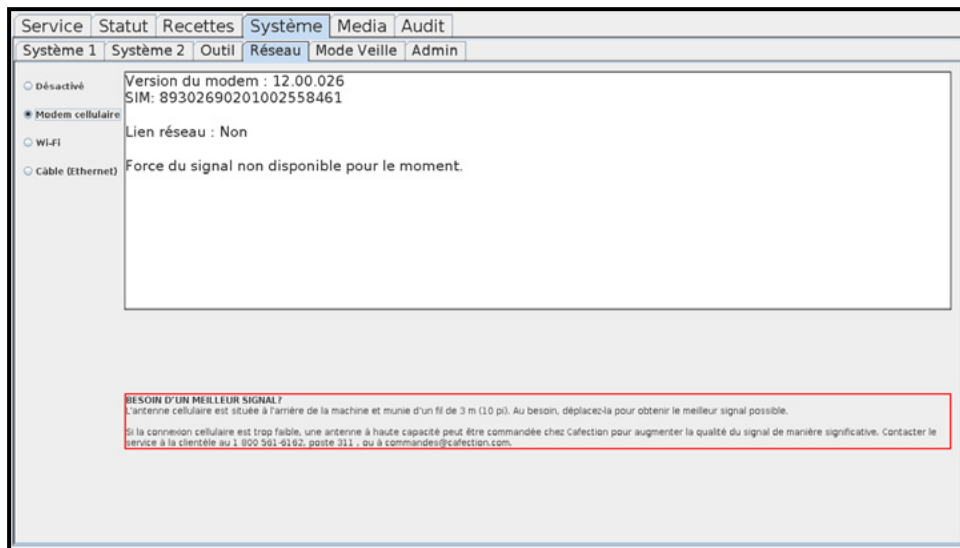 Service Statut Recettes Système Media Audit
Système 1 Système 2 Outil Réseau Mode Veille Admin
Désactivé
Modem cellulaire
Wi-Fi
Câble (Ethernet)
Version du modem : 12.00.026
SIM: 89302690201002558461
Lien réseau : Non
Force du signal non disponible pour le moment.
BESOIN D'UN MEILLEUR SIGNAL?
L'antenne cellulaire est située à l'arrière de la machine et munie d'un fil de 3 m (10 pi). Au besoin, déplacez-la pour obtenir le meilleur signal possible.
Si la connexion cellulaire est trop faible, une antenne à haute capacité peut être commandée chez Cafection pour augmenter la qualité du signal de manière significative. Contacter le
service à la clientèle au 1 800 561-6162, poste 311 , ou à commandes@cafection.com.